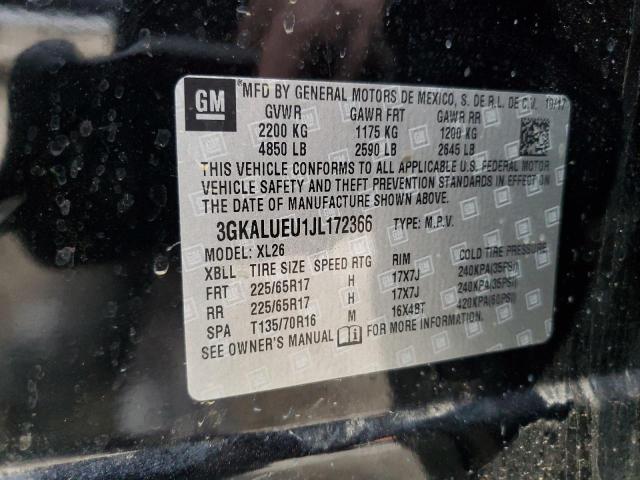 GM *MFD BY GENERAL MOTORS DE MEXICO, S. DE R.L. DE C.V. 10/17
GVWR GAWR FRT GAWR RR
2200 KG 1175 KG 1200 KG
4850 LB 2590 LB 2645 LB
THIS VEHICLE CONFORMS TO ALL APPLICABLE U.S. FEDERAL MOTOR
VEHICLE SAFETY AND THEFT PREVENTION STANDARDS IN EFFECT ON
THE DATE OF MANUFACTURE SHOWN ABOVE.
3GKALUEU1JL172366 TYPE: M.P.V.
MODEL: XL26
XBLL TIRE SIZE SPEED RTG RIM COLD TIRE PRESSURE
FRT 225/65R17 H 17X7J 240KPA(35PSI)
RR 225/65R17 H 17X7J 240KPA(35PSI)
SPA T135/70R16 M 16X4BT 420KPA(60PSI)
SEE OWNER'S MANUAL FOR MORE INFORMATION.